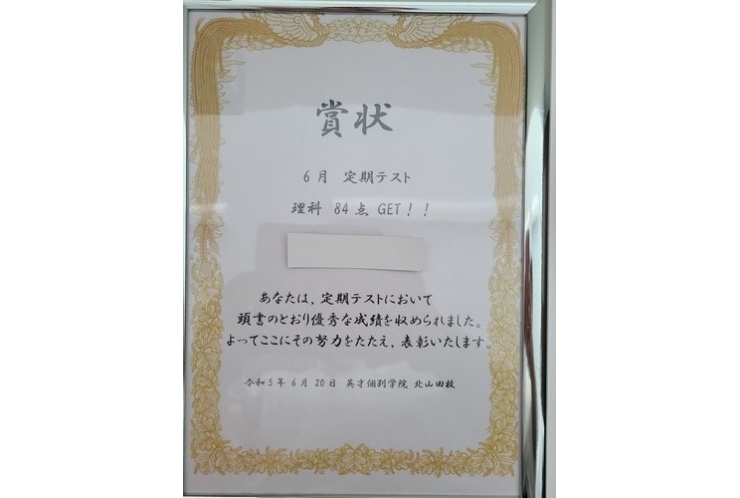 賞状
6月 定期テスト
理科 84点 GET!!
あなたは、定期テストにおいて
頭書のとおり優秀な成績を収められました。
よってここにその努力をたたえ、表彰いたします。
令和5年6月20日 英才個別学院 北山田校